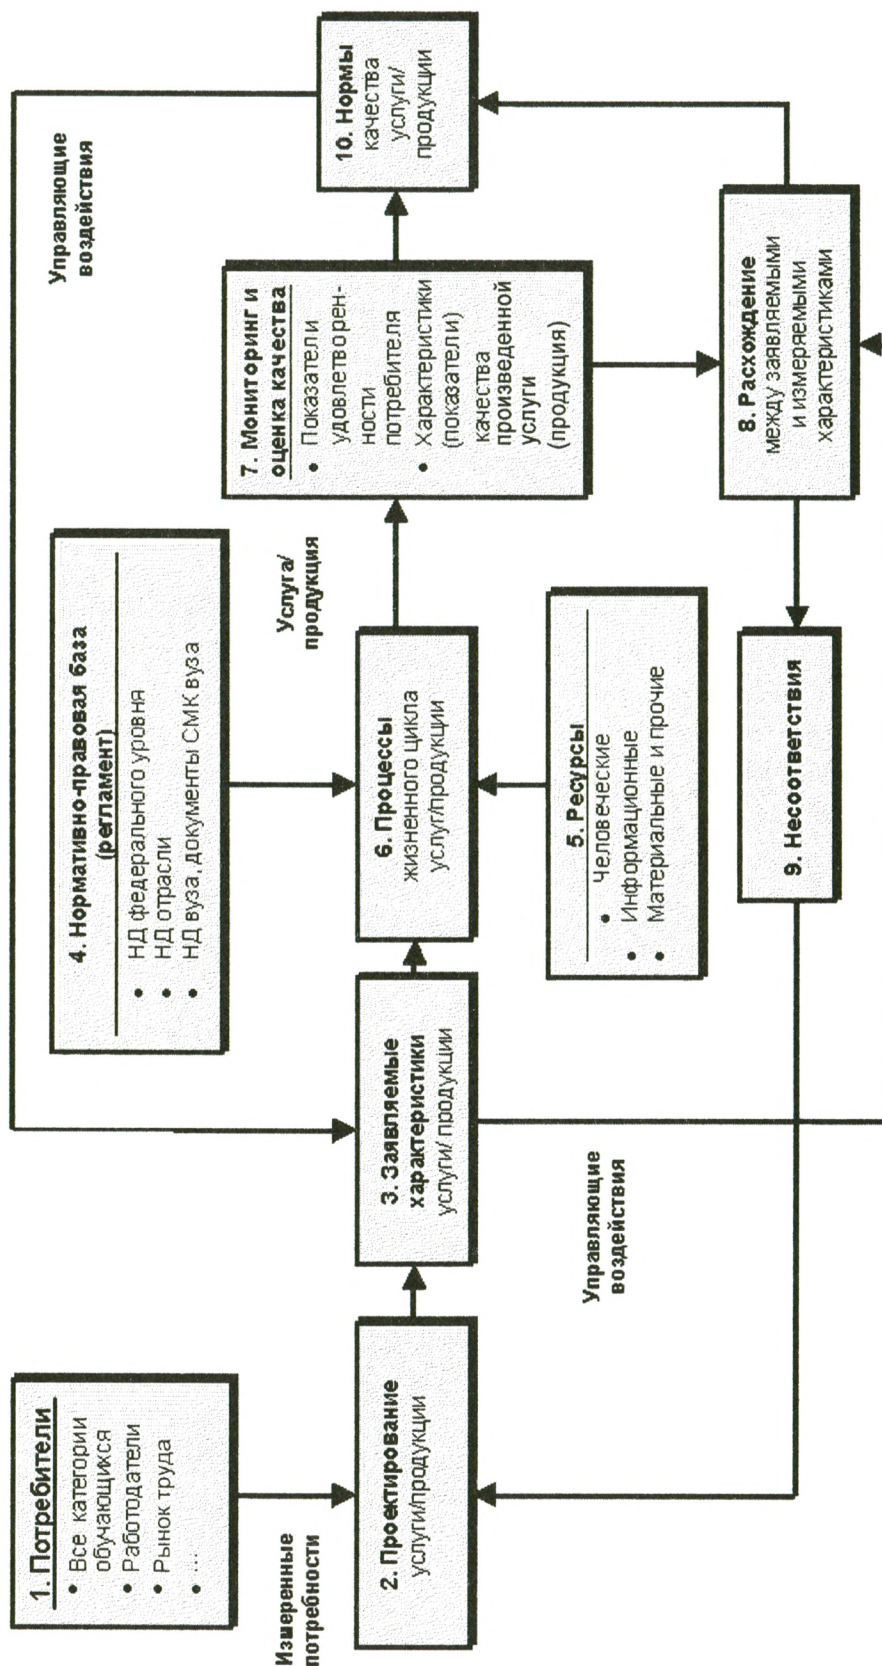 1. Потребители
• Все категории
обучающихся
• Работодатели
• Рынок труда
• ...
Измеренные
потребности
2. Проектирование
услуги/продукции
3. Заявляемые
характеристики
услуги/ продукции
4. Нормативно-правовая база
(регламент)
• НД федерального уровня
• НД отрасли
• НД вуза, документы СМК вуза
5. Ресурсы
• Человеческие
• Информационные
• Материальные и прочие
6. Процессы
жизненного цикла
услуг/продукции
Услуга/
продукция
7. Мониторинг и
оценка качества
• Показатели
удовлетворен-
ности
потребителя
• Характеристики
(показатели)
качества
произведенной
услуги
(продукция)
8. Расхождение
между заявляемыми
и измеряемыми
характеристиками
9. Несоответствия
10. Нормы
качества
услуги/
продукции
Управляющие
воздействия
Управляющие
воздействия